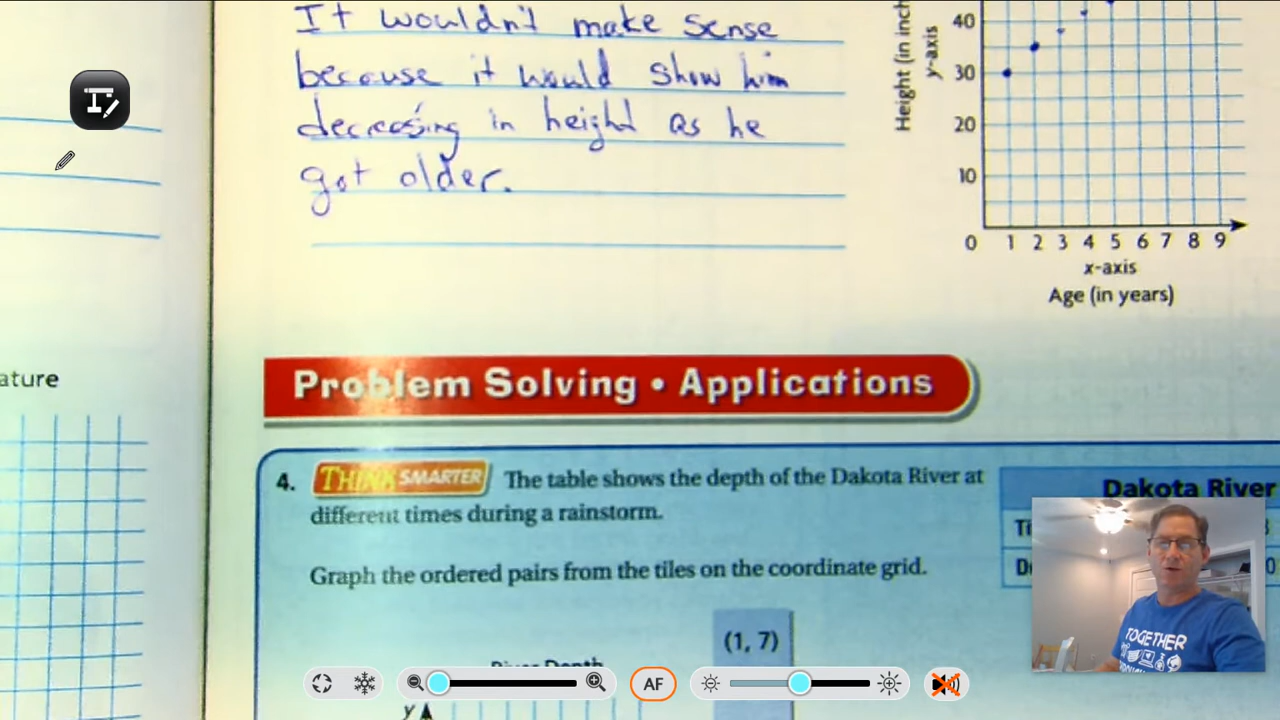 It wouldn't make sense
because it would show him
decreasing in height as he
got older.
Height (in inch
y-axis
40
30
20
10
0 1 2 3 4 5 6 7 8 9
x-axis
Age (in years)
ature
Problem Solving • Applications
4. THINK SMARTER The table shows the depth of the Dakota River at
different times during a rainstorm.
Graph the ordered pairs from the tiles on the coordinate grid.
Dakota River
(1, 7)
River Depth
y
AF
TOGETHER